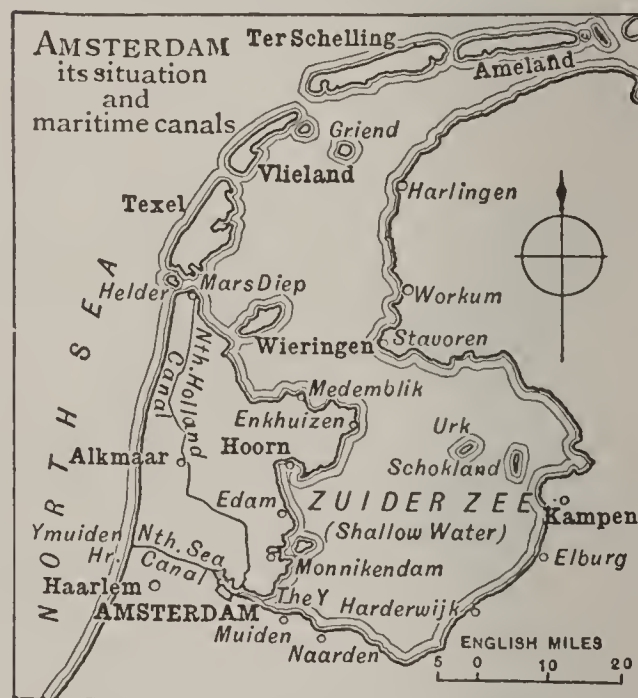 AMSTERDAM
its situation
and
maritime canals
Ter Schelling
Ameland
Griend
Vlieland
Texel
Harlingen
Helder
Mars Diep
Workum
Wieringen
Stavoren
NORTH SEA
Nth. Holland
Canal
Medemblik
Enkhuizen
Urk
Hoorn
Alkmaar
Schokland
Edam
ZUIDER ZEE
(Shallow Water)
Kampen
Ymuiden
Hr.
Nth. Sea
Canal
Monnikendam
Elburg
Haarlem
The Y
AMSTERDAM
Harderwijk
Muiden
Naarden
ENGLISH MILES
5 0 10 20